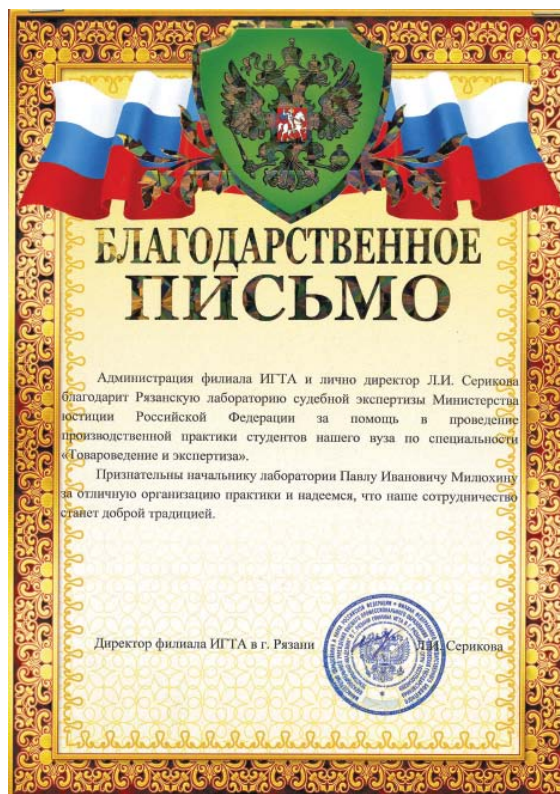 БЛАГОДАРСТВЕННОЕ
ПИСЬМО
Администрация филиала ИГТА и лично директор Л.И. Серикова
благодарит Рязанскую лабораторию судебной экспертизы Министерства
юстиции Российской Федерации за помощь в проведение
производственной практики студентов нашего вуза по специальности
«Товароведение и экспертиза».
Признательны начальнику лаборатории Павлу Ивановичу Милюхину
за отличную организацию практики и надеемся, что наше сотрудничество
станет доброй традицией.
Директор филиала ИГТА в г. Рязани Л.И. Серикова